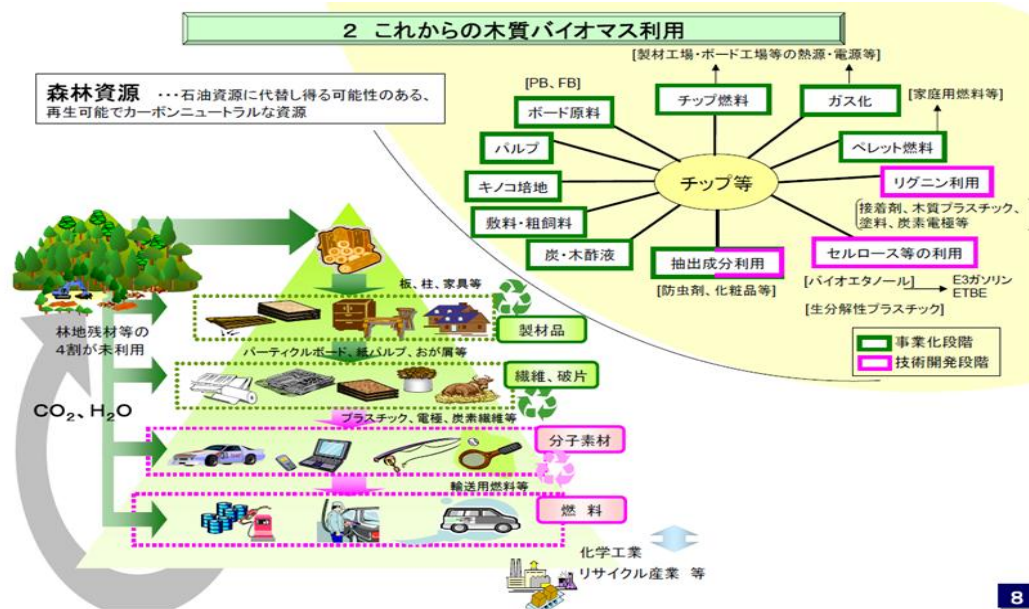 2 これからの木質バイオマス利用
森林資源 ･･･石油資源に代替し得る可能性のある、
再生可能でカーボンニュートラルな資源
[製材工場・ボード工場等の熱源・電源等]
[PB、FB]
チップ燃料
ガス化
[家庭用燃料等]
ボード原料
パルプ
ペレット燃料
チップ等
キノコ培地
リグニン利用
接着剤、木質プラスチック、
塗料、炭素電極等
敷料・粗飼料
炭・木酢液
抽出成分利用
セルロース等の利用
[防虫剤、化粧品等]
[バイオエタノール]
E3ガソリン
ETBE
[生分解性プラスチック]
事業化段階
技術開発段階
板、柱、家具等
製材品
林地残材等の
4割が未利用
パーティクルボード、紙パルプ、おが屑等
繊維、破片
CO2、H2O
プラスチック、電極、炭素繊維等
分子素材
輸送用燃料等
燃料
化学工業
リサイクル産業 等
8